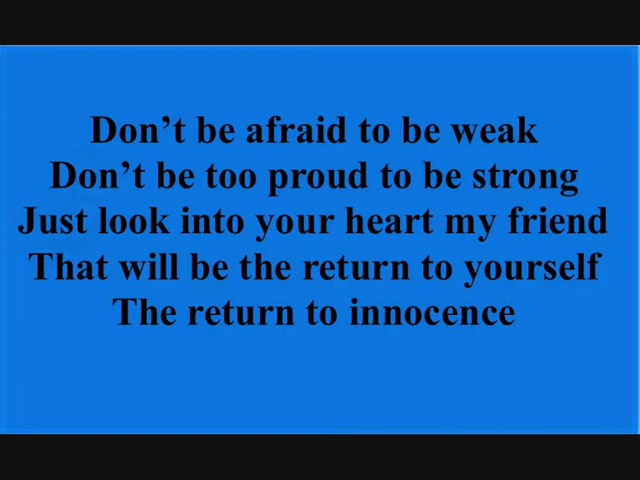 Don’t be afraid to be weak
Don’t be too proud to be strong
Just look into your heart my friend
That will be the return to yourself
The return to innocence